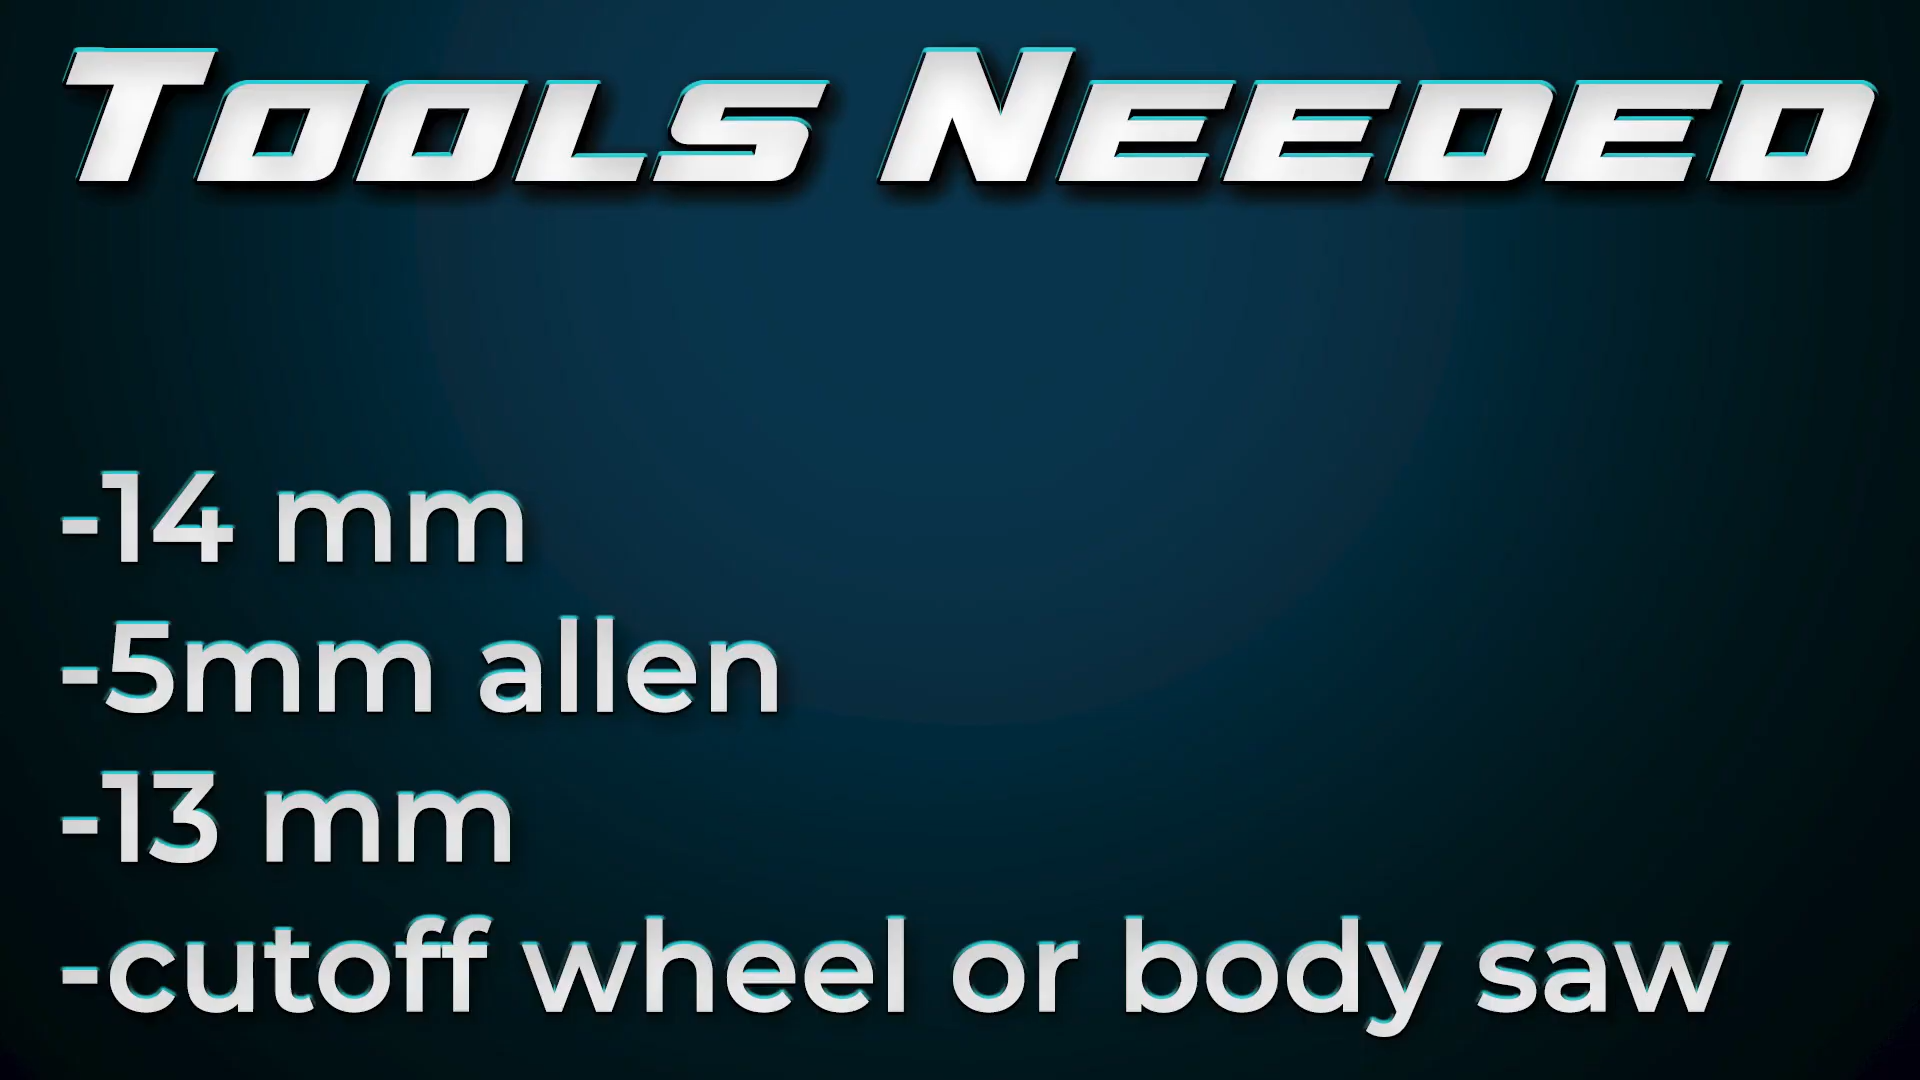 Tools Needed
-14 mm
-5mm allen
-13 mm
-cutoff wheel or body saw